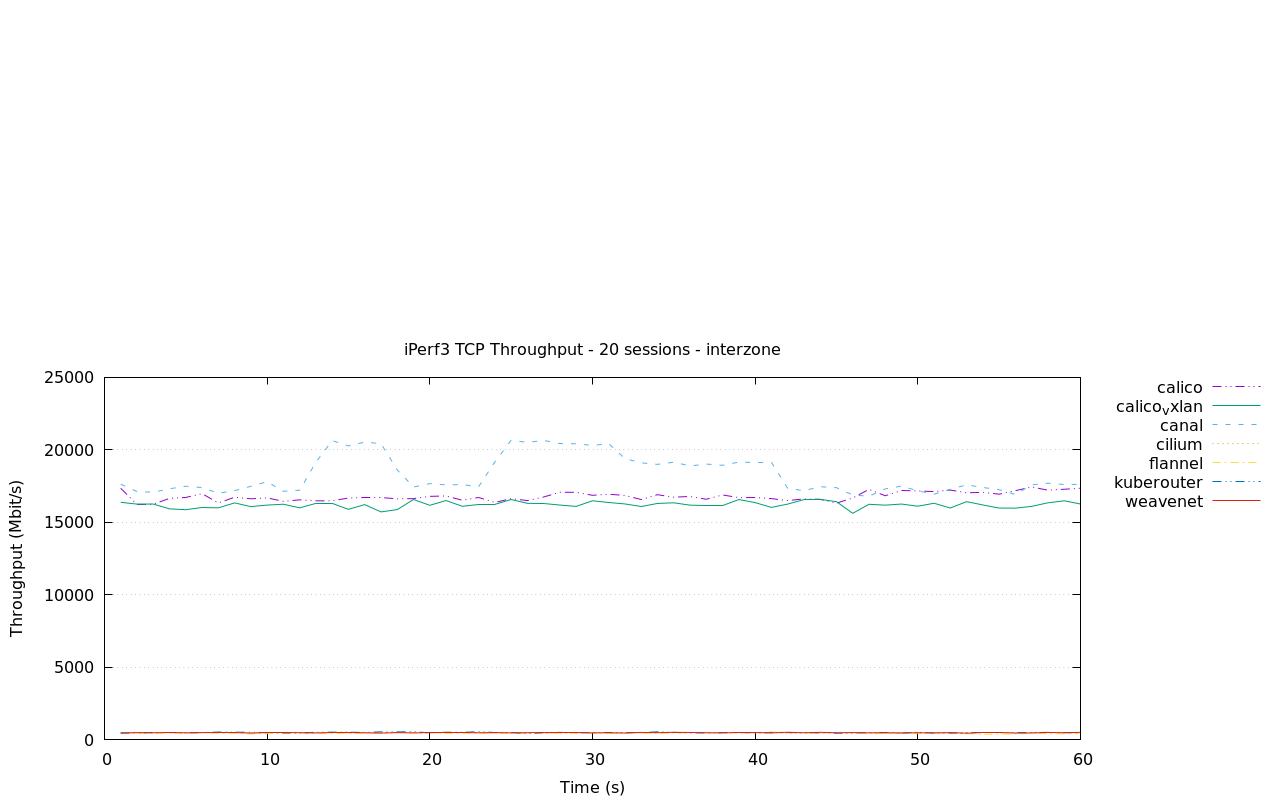 iPerf3 TCP Throughput - 20 sessions - interzone
Throughput (Mbit/s)
25000
20000
15000
10000
5000
0
0 10 20 30 40 50 60
Time (s)
calico
calicovxlan
canal
cilium
flannel
kuberouter
weavenet